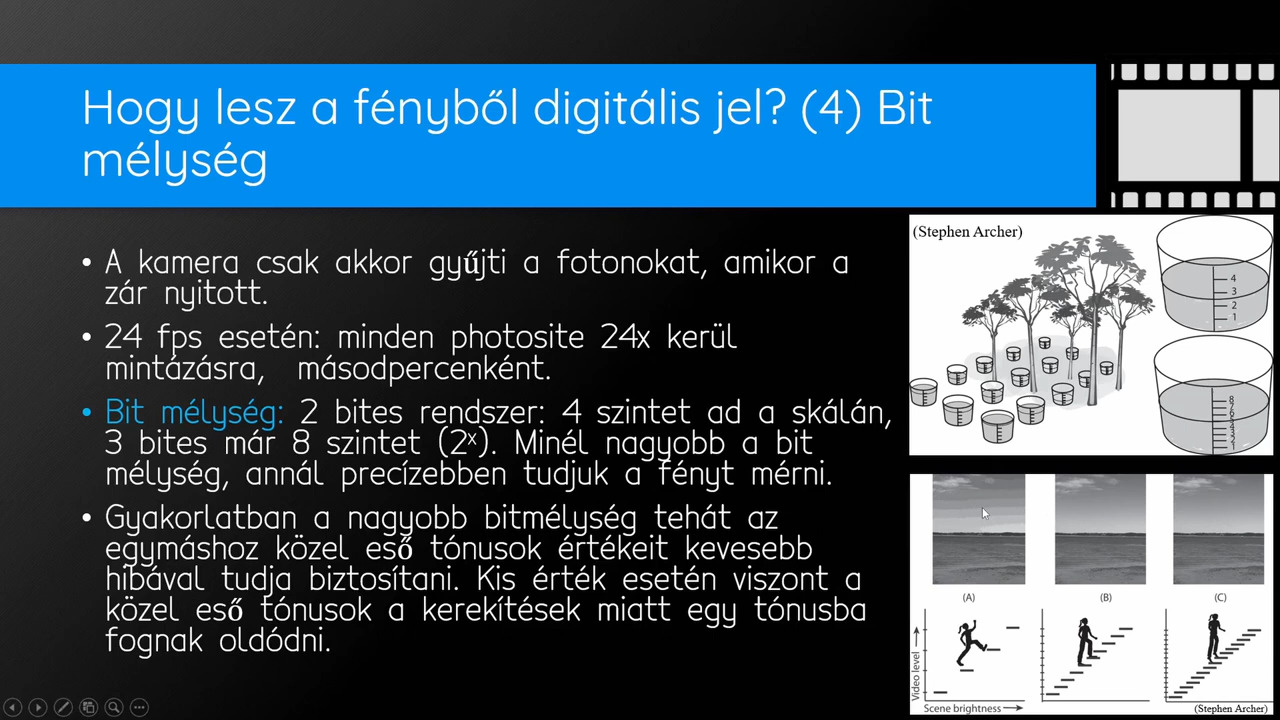 Hogy lesz a fényből digitális jel? (4) Bit
mélység
• A kamera csak akkor gyűjti a fotonokat, amikor a
zár nyitott.
• 24 fps esetén: minden photosite 24x kerül
mintázásra, másodpercenként.
• Bit mélység: 2 bites rendszer: 4 szintet ad a skálán,
3 bites már 8 szintet (2ˣ). Minél nagyobb a bit
mélység, annál precízebben tudjuk a fényt mérni.
• Gyakorlatban a nagyobb bitmélység tehát az
egymáshoz közel eső tónusok értékeit kevesebb
hibával tudja biztosítani. Kis érték esetén viszont a
közel eső tónusok a kerekítések miatt egy tónusba
fognak oldódni.
(Stephen Archer)
4
3
2
1
8
(A) (B) (C)
Video level
Scene brightness
(Stephen Archer)